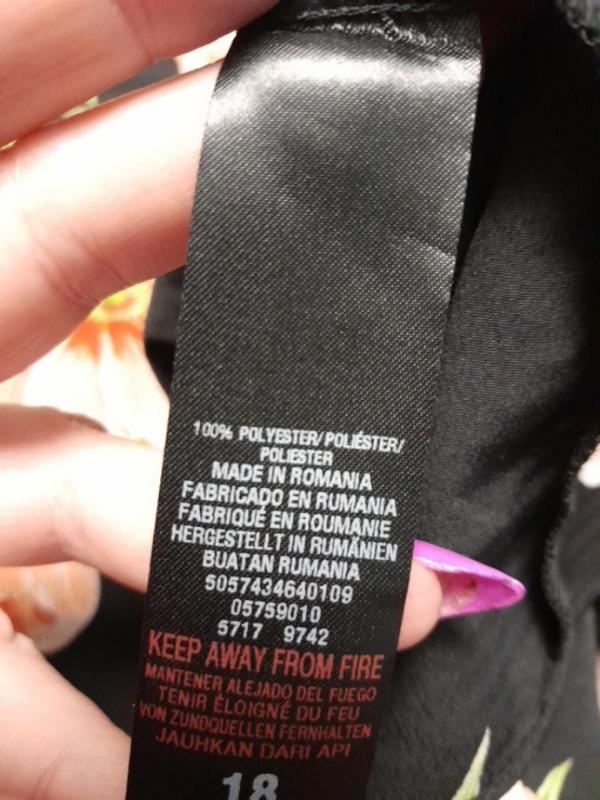 100% POLYESTER/POLIÉSTER/
POLIESTER
MADE IN ROMANIA
FABRICADO EN RUMANIA
FABRIQUÉ EN ROUMANIE
HERGESTELLT IN RUMÄNIEN
BUATAN RUMANIA
5057434640109
05759010
5717 9742
KEEP AWAY FROM FIRE
MANTENER ALEJADO DEL FUEGO
TENIR ÉLOIGNÉ DU FEU
VON ZUNDQUELLEN FERNHALTEN
JAUHKAN DARI API
18